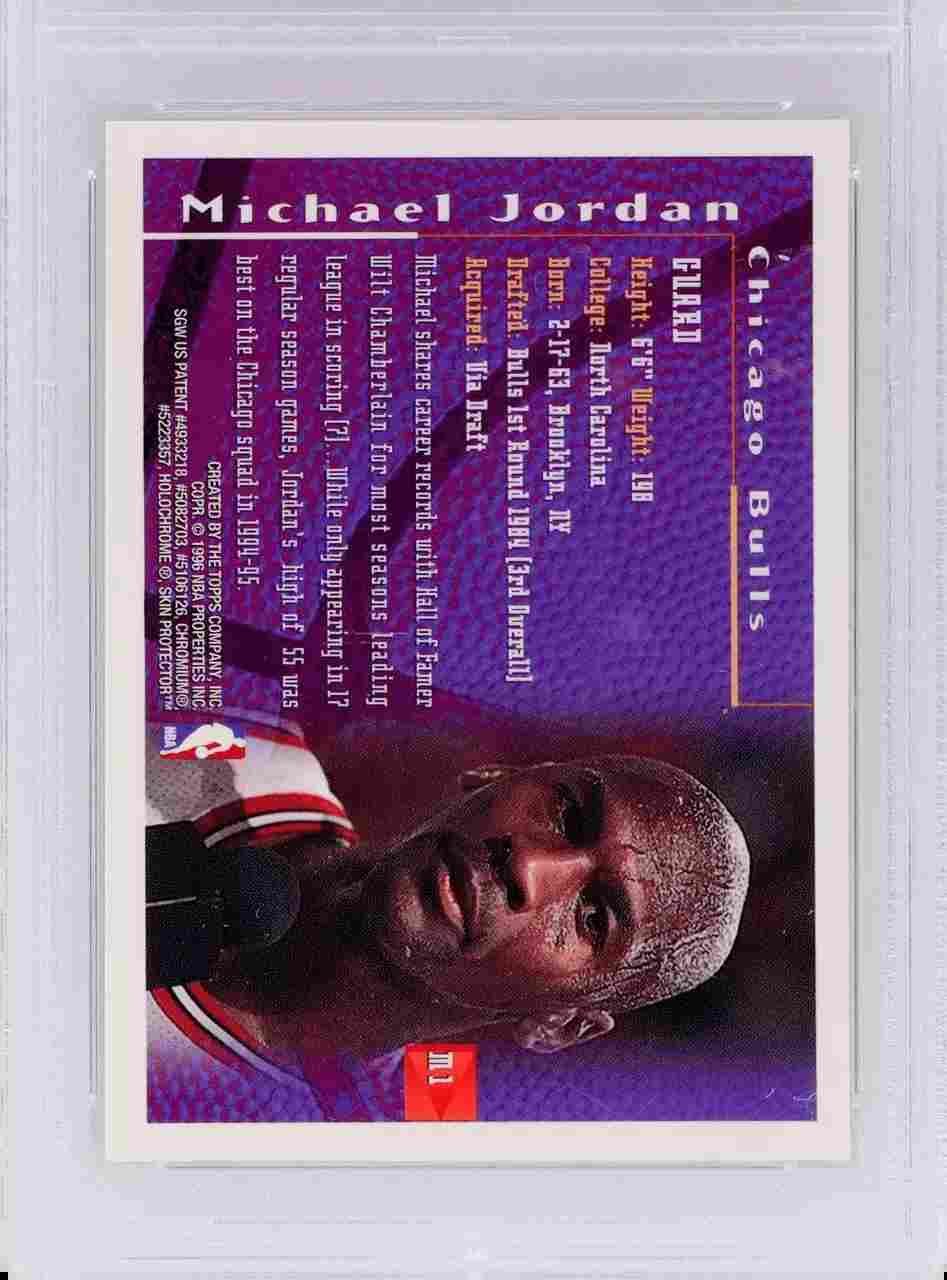 Michael Jordan
Chicago Bulls
GUARD
Height: 6'6" Weight: 198
College: North Carolina
Born: 2-17-63, Brooklyn, NY
Drafted: Bulls 1st Round 1984 (3rd Overall)
Acquired: Via Draft
Michael shares career records with Hall of Famer
Wilt Chamberlain for most seasons leading
league in scoring (7)... While only appearing in 17
regular season games, Jordan's high of 55 was
best on the Chicago squad in 1994-95.
CREATED BY THE TOPPS COMPANY, INC.
COPR. © 1996 NBA PROPERTIES INC.
SGW US PATENT #4933218, #5082703, #5106126, CHROMIUM®,
#5223357, HOLOCHROME ®, SKIN PROTECTOR™
NBA
M1